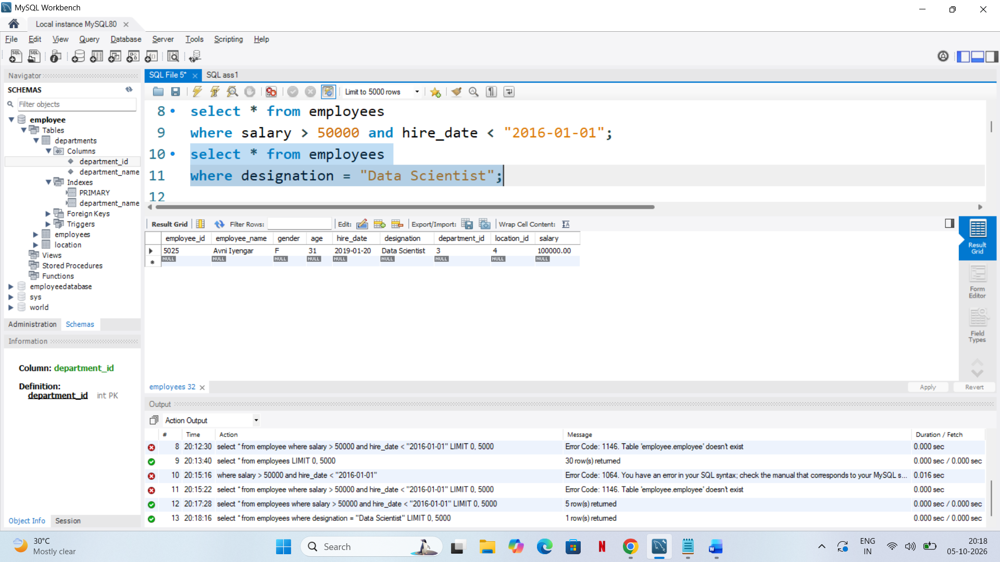 MySQL Workbench
Local instance MySQL80
File Edit View Query Database Server Tools Scripting Help
Navigator
SCHEMAS
Filter objects
employee
Tables
departments
Columns
department_id
department_name
Indexes
PRIMARY
department_name
Foreign Keys
Triggers
employees
location
Views
Stored Procedures
Functions
employeedatabase
sys
world
Administration Schemas
Information
Column: department_id
Definition:
department_id int PK
Object Info Session
SQL File 5* SQL ass1
Limit to 5000 rows
8 select * from employees
9 where salary > 50000 and hire_date < "2016-01-01";
10 select * from employees
11 where designation = "Data Scientist";
12
Result Grid Filter Rows: Edit: Export/Import: Wrap Cell Content:
employee_id employee_name gender age hire_date designation department_id location_id salary
5025 Avni Iyengar F 31 2019-01-20 Data Scientist 3 4 100000.00
NULL NULL NULL NULL NULL NULL NULL NULL NULL
Result Grid
Form Editor
Field Types
employees 32
Apply Revert
Output
Action Output
# Time Action Message Duration / Fetch
8 20:12:30 select * from employee where salary > 50000 and hire_date < "2016-01-01" LIMIT 0, 5000 Error Code: 1146. Table 'employee.employee' doesn't exist 0.000 sec
9 20:13:40 select * from employees LIMIT 0, 5000 30 row(s) returned 0.000 sec / 0.000 sec
10 20:15:16 where salary > 50000 and hire_date < "2016-01-01" Error Code: 1064. You have an error in your SQL syntax; check the manual that corresponds to your MySQL s... 0.016 sec
11 20:15:22 select * from employee where salary > 50000 and hire_date < "2016-01-01" LIMIT 0, 5000 Error Code: 1146. Table 'employee.employee' doesn't exist 0.000 sec
12 20:17:28 select * from employees where salary > 50000 and hire_date < "2016-01-01" LIMIT 0, 5000 5 row(s) returned 0.000 sec / 0.000 sec
13 20:18:16 select * from employees where designation = "Data Scientist" LIMIT 0, 5000 1 row(s) returned 0.000 sec / 0.000 sec
30°C
Mostly clear
Search
ENG
IN
20:18
05-10-2026